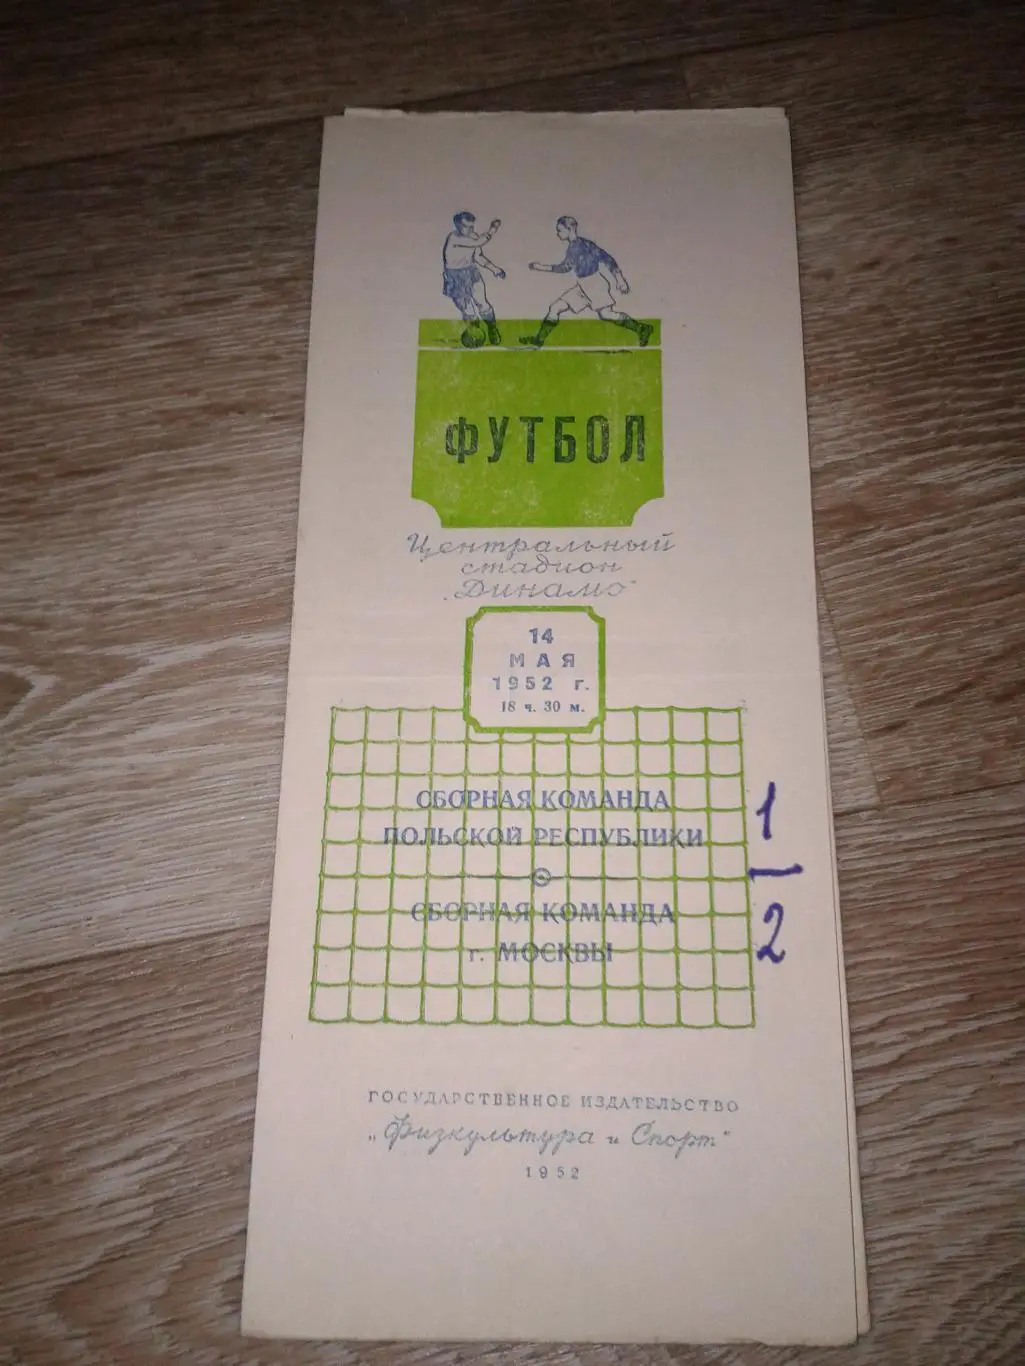 ФУТБОЛ
Центральный
стадион
„Динамо"
14
МАЯ
1952 г.
18 ч. 30 м.
СБОРНАЯ КОМАНДА
ПОЛЬСКОЙ РЕСПУБЛИКИ
1
—
2
СБОРНАЯ КОМАНДА
г. МОСКВЫ
ГОСУДАРСТВЕННОЕ ИЗДАТЕЛЬСТВО
„Физкультура и Спорт"
1952